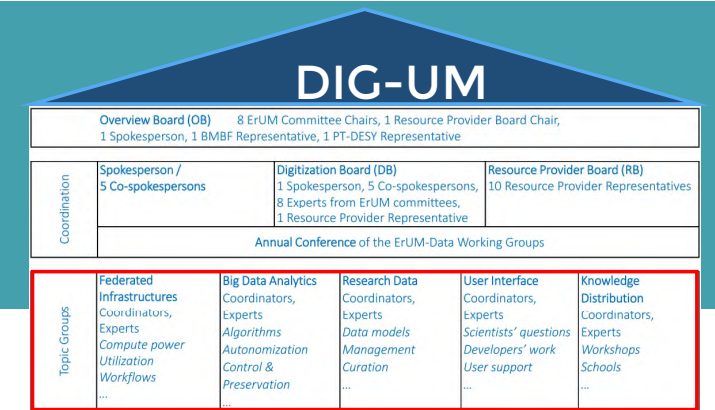 DIG-UM
Overview Board (OB) 8 ErUM Committee Chairs, 1 Resource Provider Board Chair,
1 Spokesperson, 1 BMBF Representative, 1 PT-DESY Representative
Coordination
Spokesperson /
5 Co-spokespersons
Digitization Board (DB)
1 Spokesperson, 5 Co-spokespersons,
8 Experts from ErUM committees,
1 Resource Provider Representative
Resource Provider Board (RB)
10 Resource Provider Representatives
Annual Conference of the ErUM-Data Working Groups
Topic Groups
Federated
Infrastructures
Coordinators,
Experts
Compute power
Utilization
Workflows
...
Big Data Analytics
Coordinators,
Experts
Algorithms
Autonomization
Control &
Preservation
...
Research Data
Coordinators,
Experts
Data models
Management
Curation
...
User Interface
Coordinators,
Experts
Scientists' questions
Developers' work
User support
...
Knowledge
Distribution
Coordinators,
Experts
Workshops
Schools
...